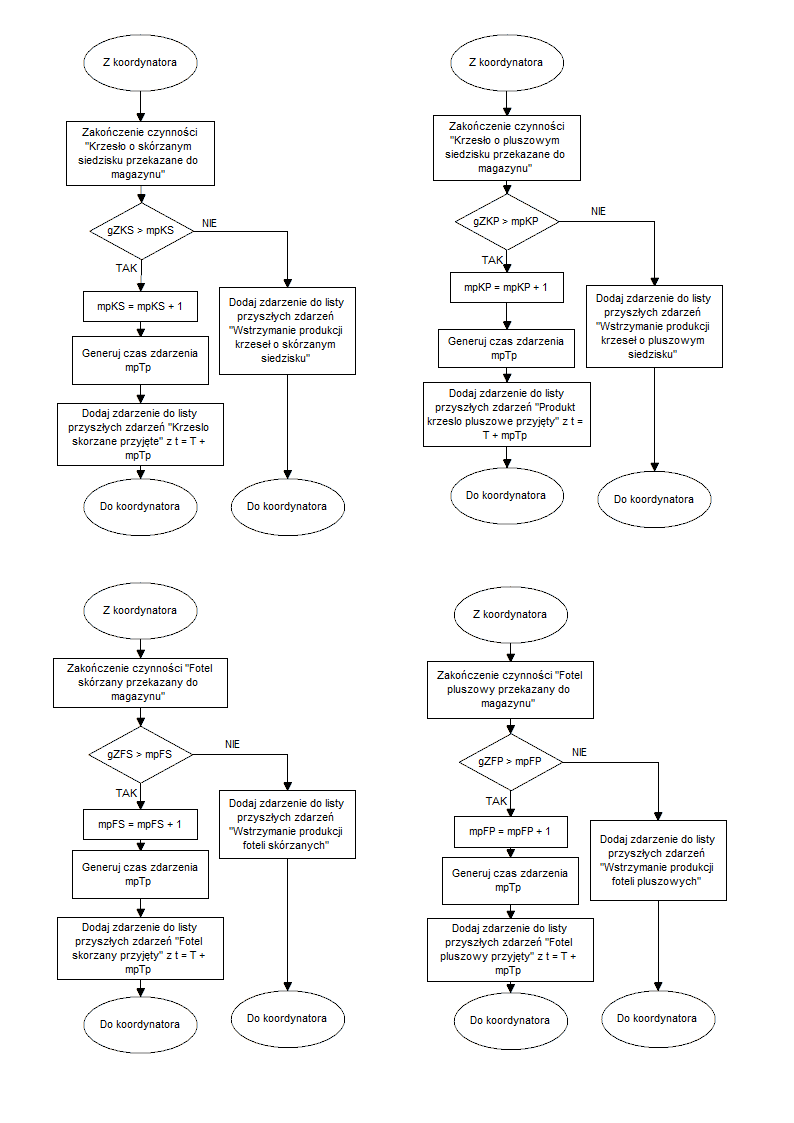 Z koordynatora
Zakończenie czynności
"Krzesło o skórzanym
siedzisku przekazane do
magazynu"
gZKS > mpKS
NIE
TAK
mpKS = mpKS + 1
Dodaj zdarzenie do listy
przyszłych zdarzeń
"Wstrzymanie produkcji
krzeseł o skórzanym
siedzisku"
Generuj czas zdarzenia
mpTp
Dodaj zdarzenie do listy
przyszłych zdarzeń "Krzeslo
skorzane przyjęte" z t = T +
mpTp
Do koordynatora
Do koordynatora
Z koordynatora
Zakończenie czynności
"Krzesło o pluszowym
siedzisku przekazane do
magazynu"
gZKP > mpKP
NIE
TAK
mpKP = mpKP + 1
Dodaj zdarzenie do listy
przyszłych zdarzeń
"Wstrzymanie produkcji
krzeseł o pluszowym
siedzisku"
Generuj czas zdarzenia
mpTp
Dodaj zdarzenie do listy
przyszłych zdarzeń "Produkt
krzeslo pluszowe przyjęty" z t =
T + mpTp
Do koordynatora
Do koordynatora
Z koordynatora
Zakończenie czynności "Fotel
skórzany przekazany do
magazynu"
gZFS > mpFS
NIE
TAK
mpFS = mpFS + 1
Dodaj zdarzenie do listy
przyszłych zdarzeń
"Wstrzymanie produkcji
foteli skórzanych"
Generuj czas zdarzenia
mpTp
Dodaj zdarzenie do listy
przyszłych zdarzeń "Fotel
skorzany przyjęty" z t = T +
mpTp
Do koordynatora
Do koordynatora
Z koordynatora
Zakończenie czynności "Fotel
pluszowy przekazany do
magazynu"
gZFP > mpFP
NIE
TAK
mpFP = mpFP + 1
Dodaj zdarzenie do listy
przyszłych zdarzeń
"Wstrzymanie produkcji
foteli pluszowych"
Generuj czas zdarzenia
mpTp
Dodaj zdarzenie do listy
przyszłych zdarzeń "Fotel
pluszowy przyjęty" z t = T +
mpTp
Do koordynatora
Do koordynatora